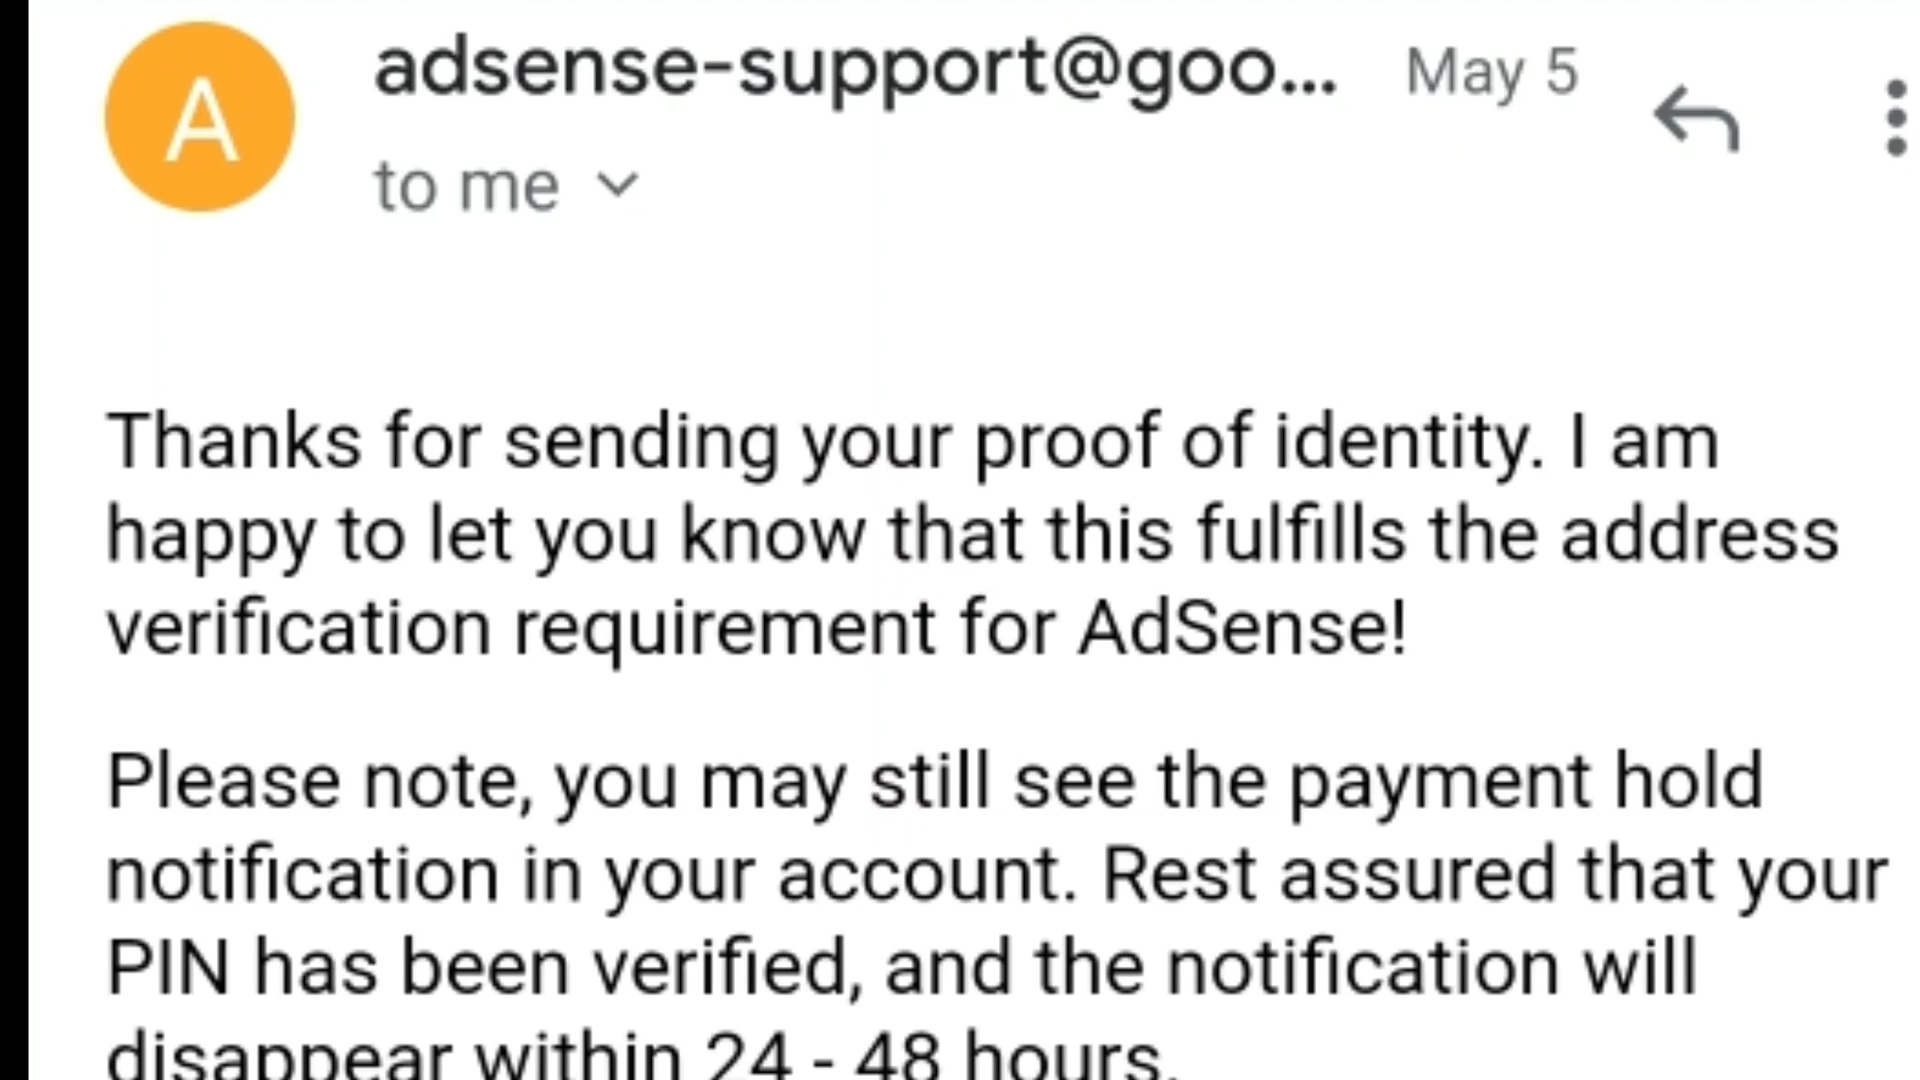 A
adsense-support@goo...
May 5
to me
Thanks for sending your proof of identity. I am
happy to let you know that this fulfills the address
verification requirement for AdSense!
Please note, you may still see the payment hold
notification in your account. Rest assured that your
PIN has been verified, and the notification will
disappear within 24 - 48 hours.